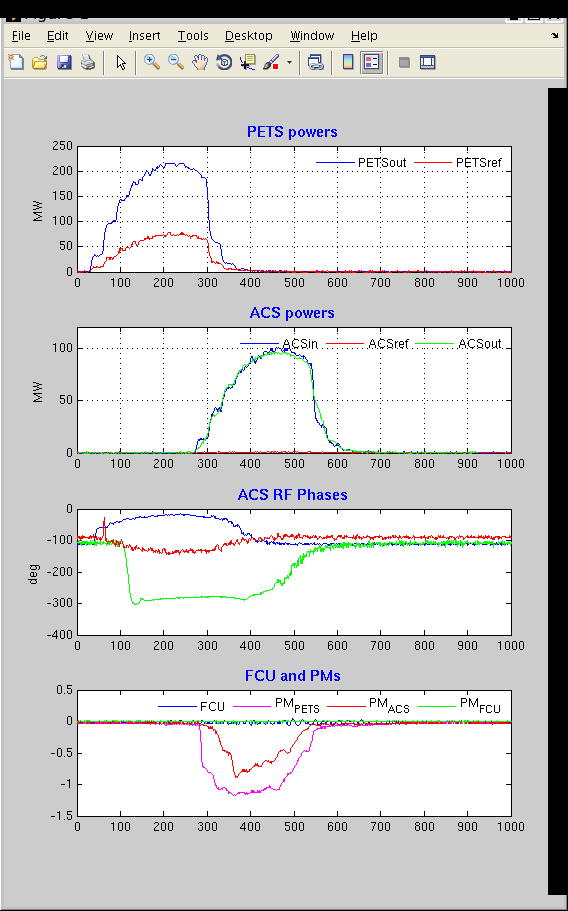 File Edit View Insert Tools Desktop Window Help
PETS powers
250
200
150
100
50
0
MW
PETSout PETSref
0 100 200 300 400 500 600 700 800 900 1000
ACS powers
100
50
0
MW
ACSin ACSref ACSout
0 100 200 300 400 500 600 700 800 900 1000
ACS RF Phases
0
-100
-200
-300
-400
deg
0 100 200 300 400 500 600 700 800 900 1000
FCU and PMs
0.5
0
-0.5
-1
-1.5
FCU PM_PETS PM_ACS PM_FCU
0 100 200 300 400 500 600 700 800 900 1000